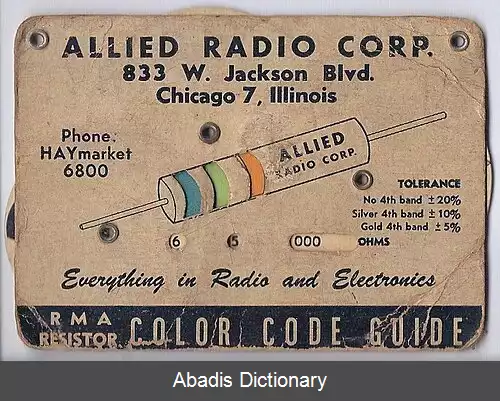 ALLIED RADIO CORP.
833 W. Jackson Blvd.
Chicago 7, Illinois
Phone:
HAYmarket
6800
ALLIED
RADIO CORP.
TOLERANCE
No 4th band ± 20%
Silver 4th band ± 10%
Gold 4th band ± 5%
6 5 000 OHMS
Everything in Radio and Electronics
RMA
RESISTOR COLOR CODE GUIDE
Abadis Dictionary